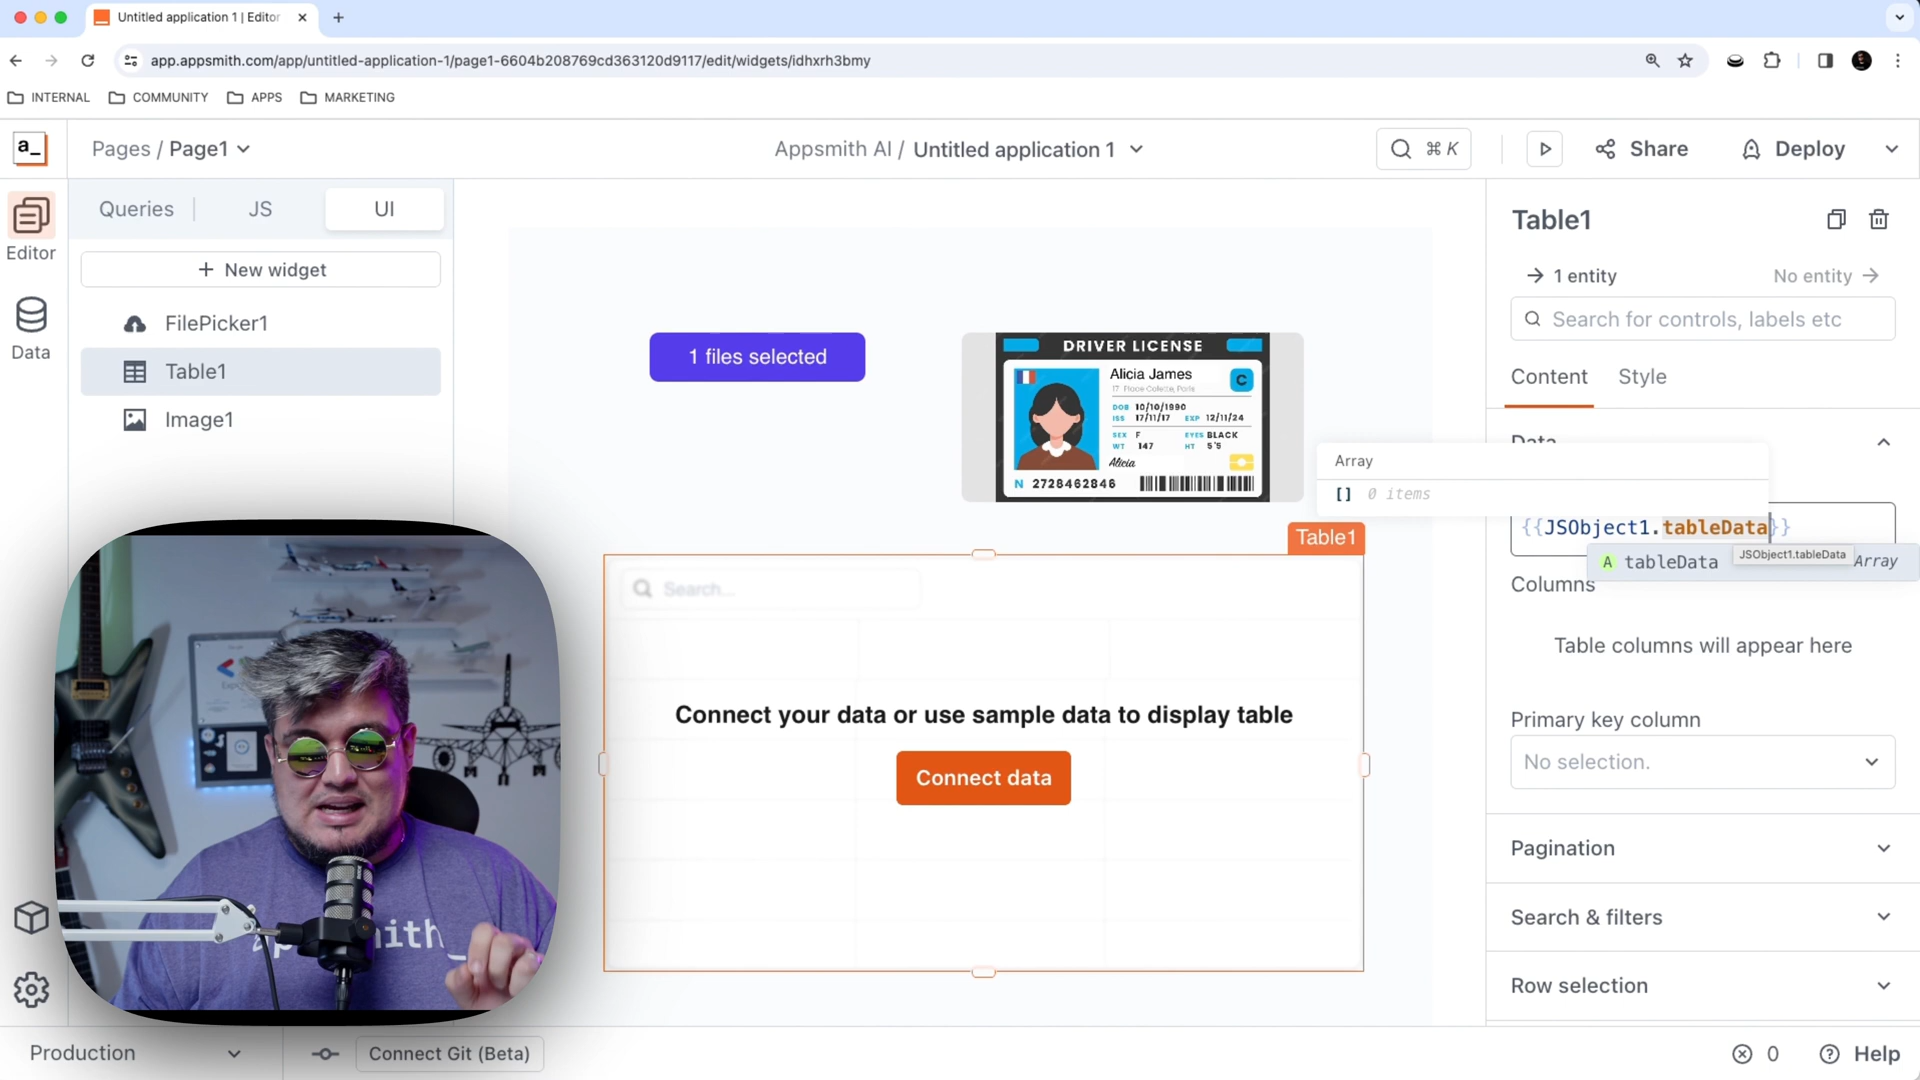 Untitled application 1 | Editor
app.appsmith.com/app/untitled-application-1/page1-6604b208769cd363120d9117/edit/widgets/idhxrh3bmy
INTERNAL COMMUNITY APPS MARKETING
a_ Pages / Page1 Appsmith AI / Untitled application 1 ⌘ K Share Deploy
Queries JS UI
Table1
Editor
New widget
1 entity No entity
FilePicker1
Search for controls, labels etc
Data
Table1
Image1
1 files selected
DRIVER LICENSE
Alicia James
C
17 Place Colette, Paris
DOB 10/10/1990
ISS 17/11/17 EXP 12/11/24
SEX F EYES BLACK
WT 147 HT 5'5
Alicia
N 2728462846
Content Style
Data
Array
[] 0 items
{{JSObject1.tableData}}
A tableData JSObject1.tableData Array
Columns
Table columns will appear here
Table1
Search...
Connect your data or use sample data to display table
Connect data
Primary key column
No selection.
Pagination
Search & filters
Row selection
Production Connect Git (Beta) 0 Help